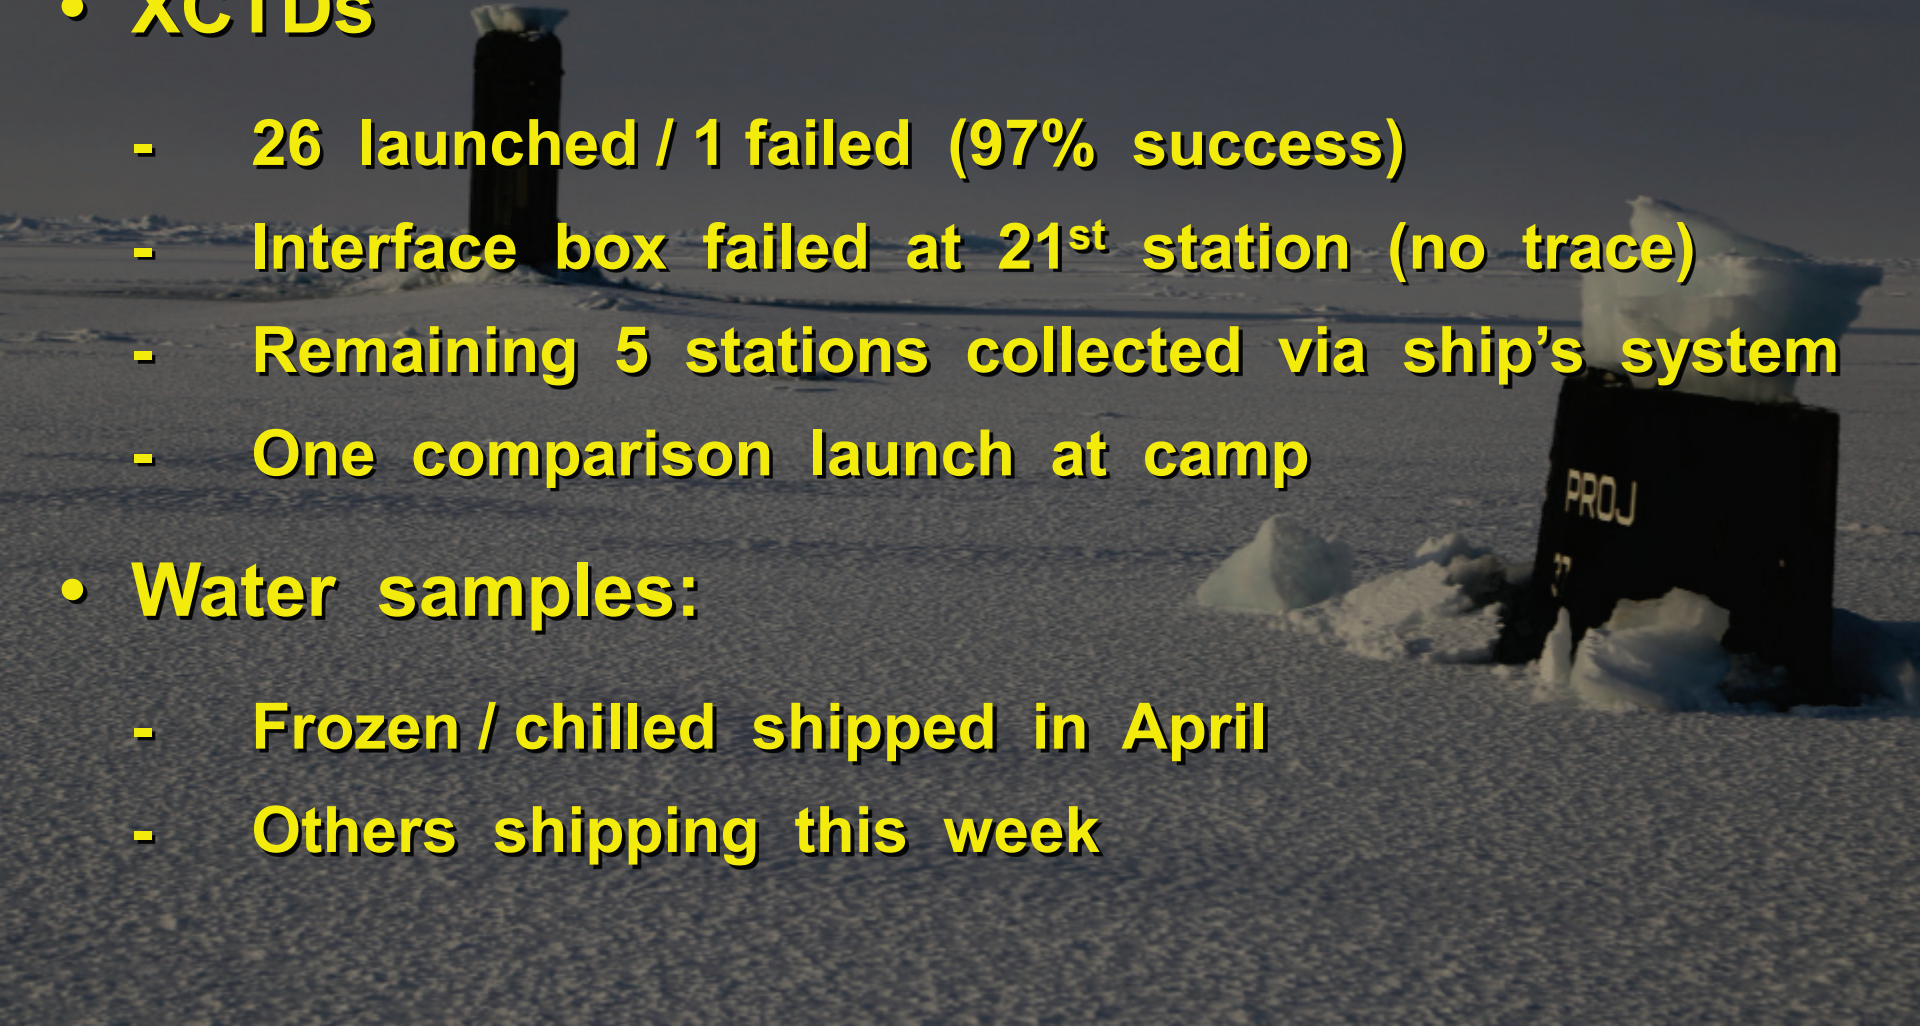 • XCTDs
- 26 launched / 1 failed (97% success)
- Interface box failed at 21st station (no trace)
- Remaining 5 stations collected via ship’s system
- One comparison launch at camp
• Water samples:
- Frozen / chilled shipped in April
- Others shipping this week
PROJ
37